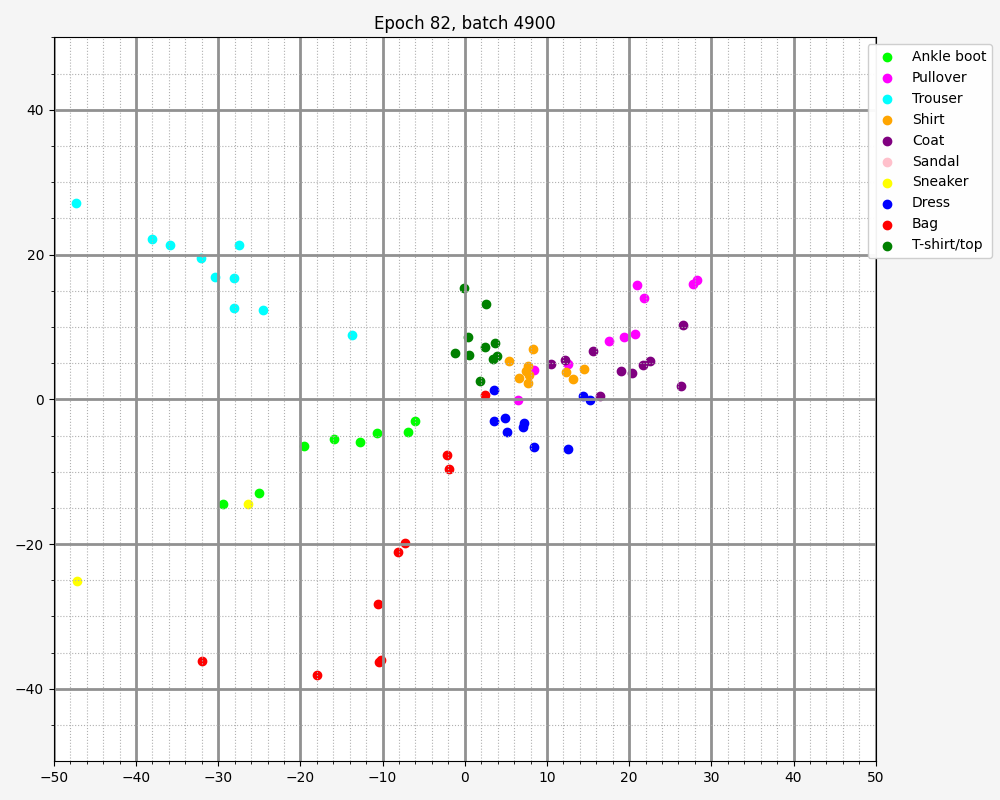 Epoch 82, batch 4900
Ankle boot
Pullover
Trouser
Shirt
Coat
Sandal
Sneaker
Dress
Bag
T-shirt/top
40
20
0
−20
−40
−50 −40 −30 −20 −10 0 10 20 30 40 50